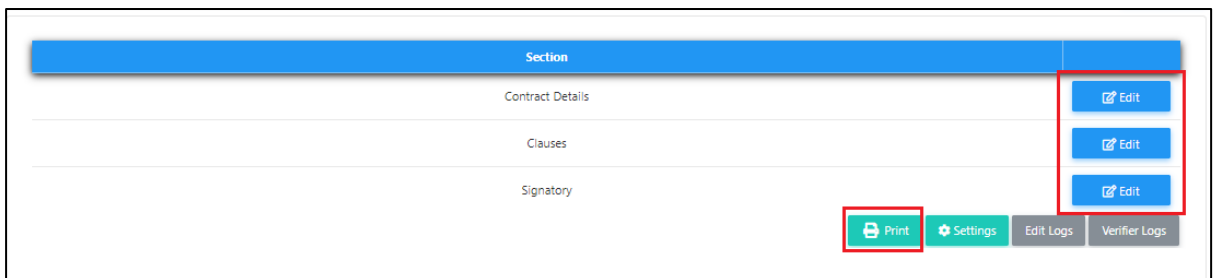 Section
Contract Details Edit
Clauses Edit
Signatory Edit
Print Settings Edit Logs Verifier Logs